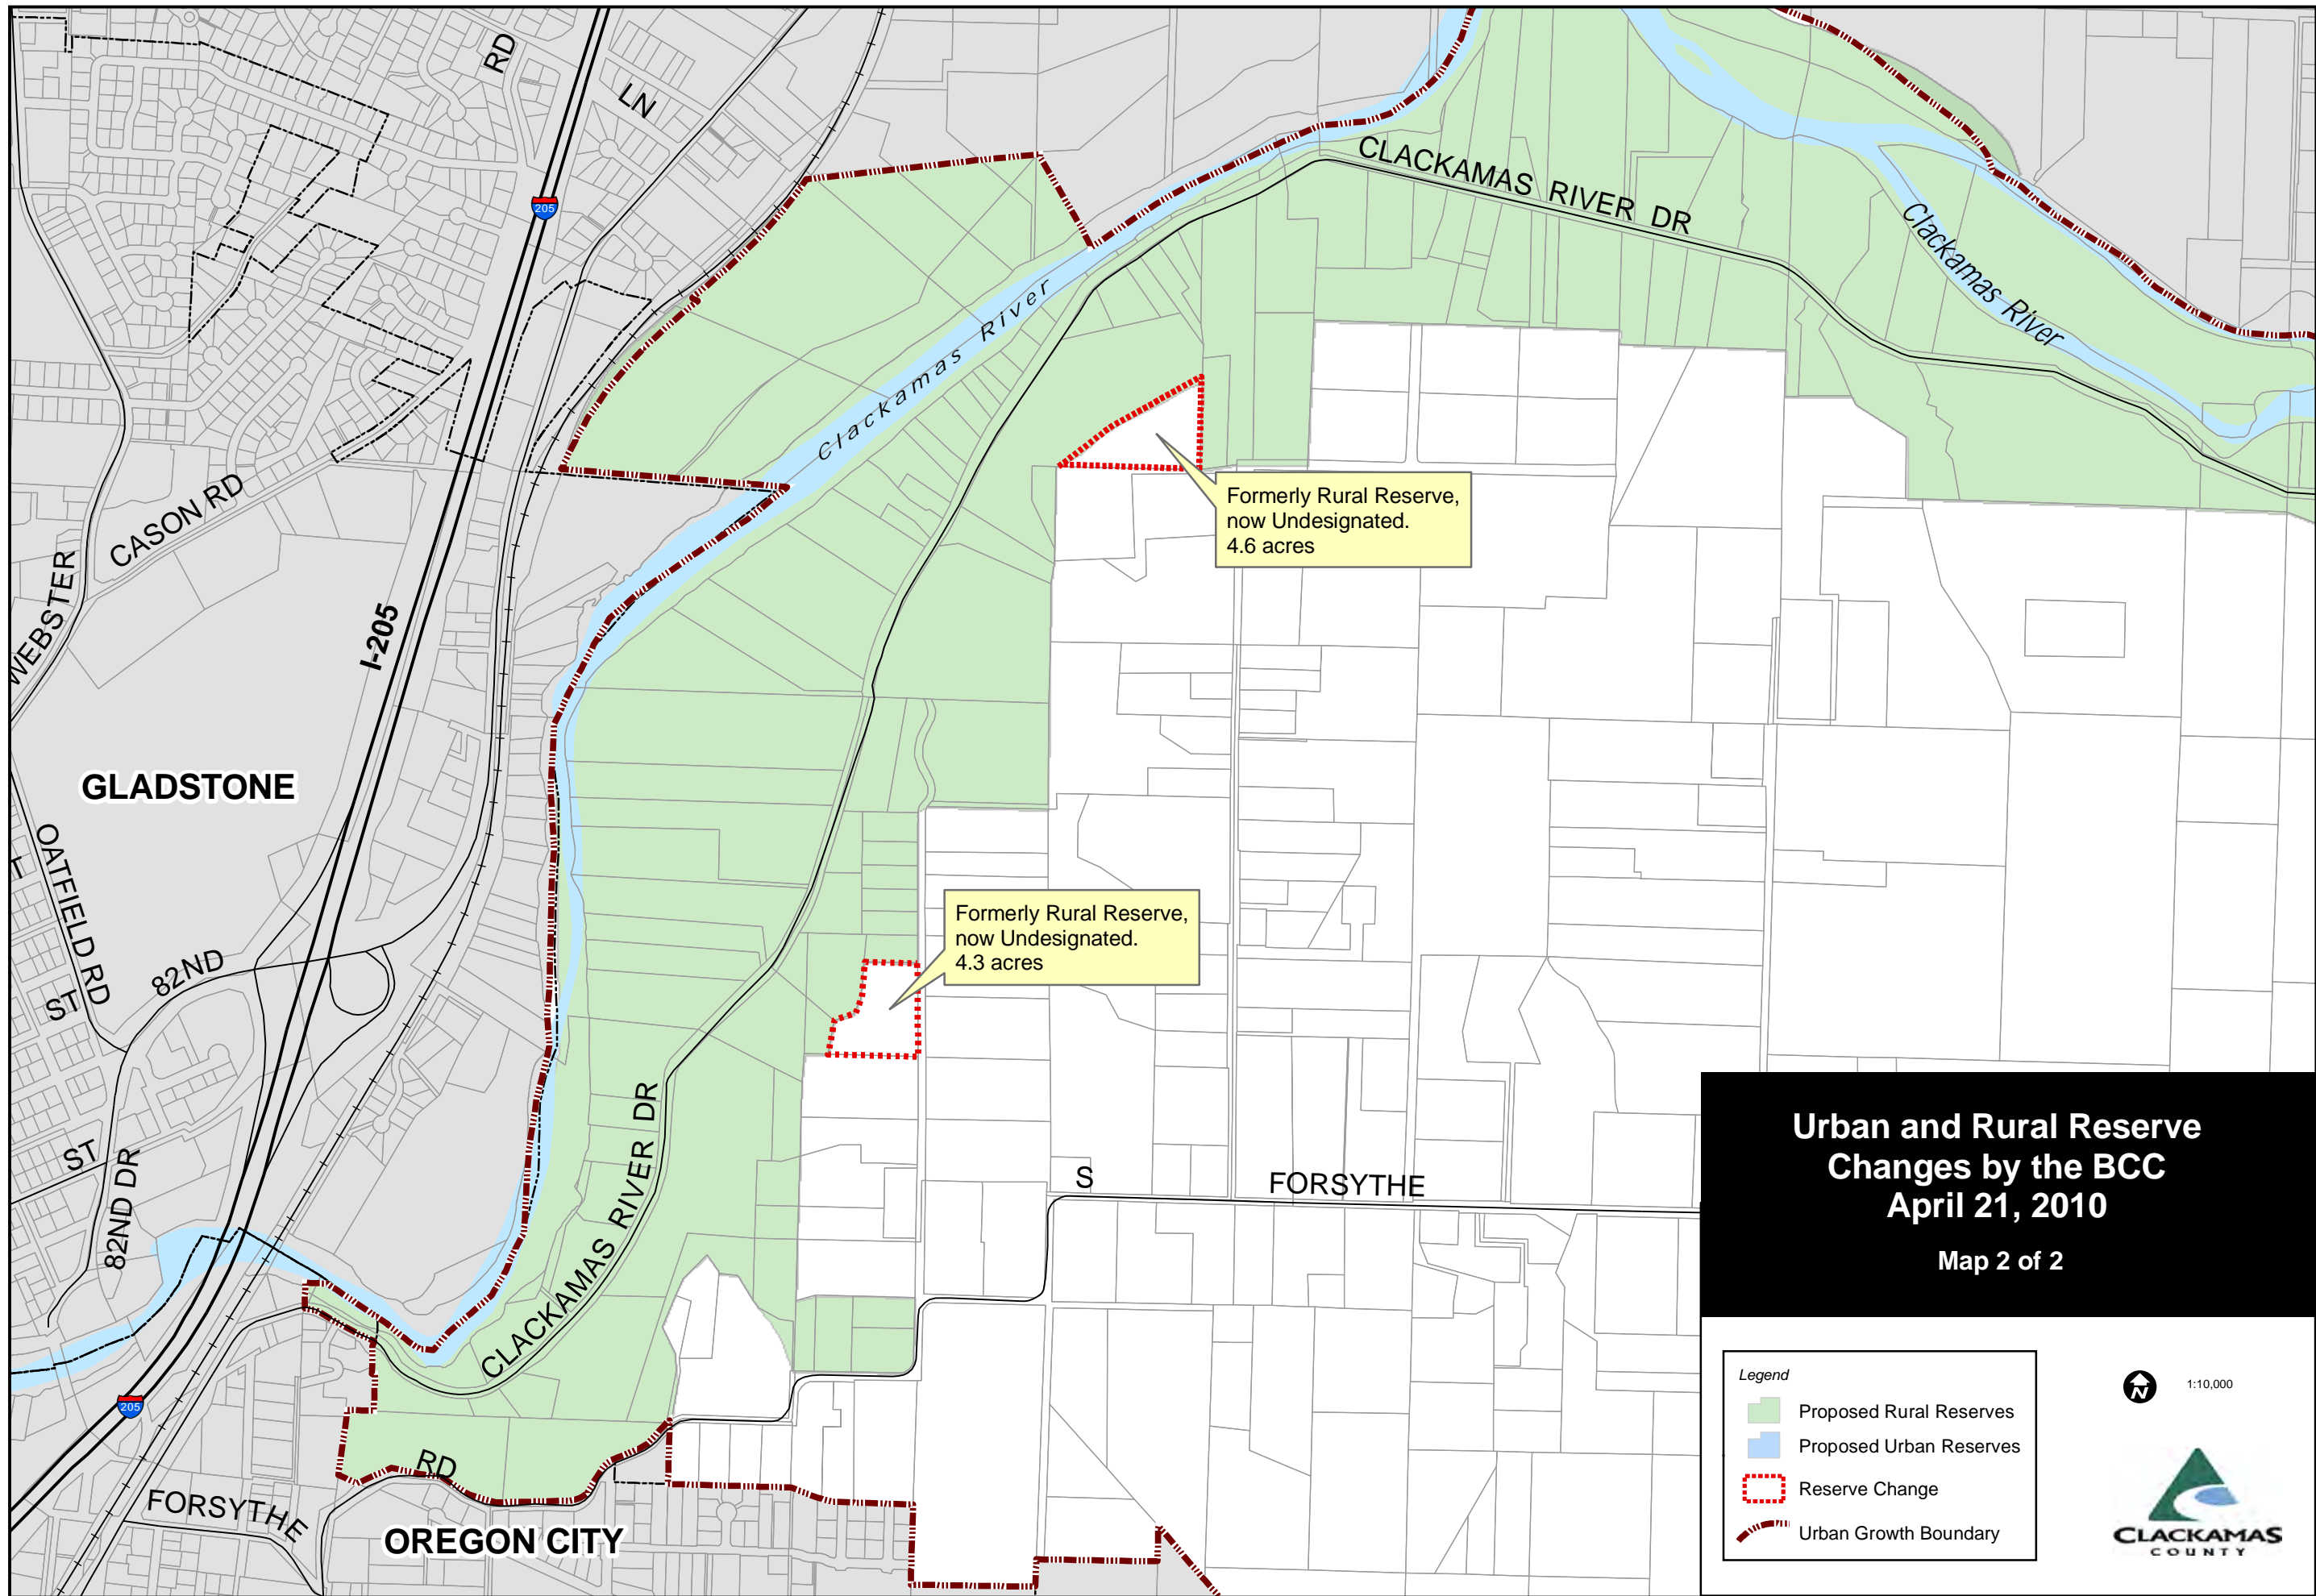 RD
LN
205
CLACKAMAS RIVER DR
Clackamas River
Clackamas River
CASON RD
WEBSTER
I-205
Formerly Rural Reserve,
now Undesignated.
4.6 acres
GLADSTONE
OATFIELD RD
82ND
ST
Formerly Rural Reserve,
now Undesignated.
4.3 acres
ST
82ND DR
CLACKAMAS RIVER DR
S FORSYTHE
205
RD
FORSYTHE
OREGON CITY
Urban and Rural Reserve
Changes by the BCC
April 21, 2010
Map 2 of 2
Legend
Proposed Rural Reserves
Proposed Urban Reserves
Reserve Change
Urban Growth Boundary
N
1:10,000
CLACKAMAS
COUNTY